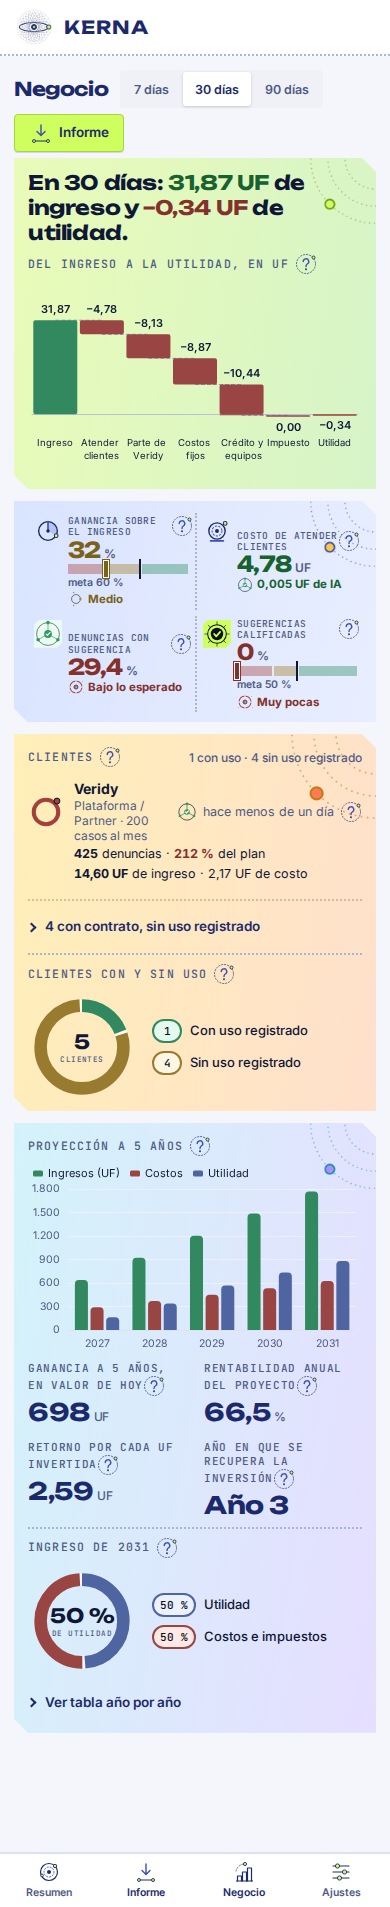 KERNA
Negocio
7 días 30 días 90 días
Informe
En 30 días: 31,87 UF de
ingreso y −0,34 UF de
utilidad.
DEL INGRESO A LA UTILIDAD, EN UF ?
31,87 −4,78 −8,13 −8,87 −10,44 0,00 −0,34
Ingreso Atender clientes Parte de Veridy Costos fijos Crédito y equipos Impuesto Utilidad
GANANCIA SOBRE
EL INGRESO ?
32 %
meta 60 %
Medio
COSTO DE ATENDER
CLIENTES ?
4,78 UF
0,005 UF de IA
DENUNCIAS CON
SUGERENCIA ?
29,4 %
Bajo lo esperado
SUGERENCIAS
CALIFICADAS ?
0 %
meta 50 %
Muy pocas
CLIENTES ? 1 con uso · 4 sin uso registrado
Veridy
Plataforma /
Partner · 200
casos al mes
hace menos de un día ?
425 denuncias · 212 % del plan
14,60 UF de ingreso · 2,17 UF de costo
4 con contrato, sin uso registrado
CLIENTES CON Y SIN USO ?
5
CLIENTES
1 Con uso registrado
4 Sin uso registrado
PROYECCIÓN A 5 AÑOS ?
Ingresos (UF) Costos Utilidad
1.800
1.500
1.200
900
600
300
0
2027 2028 2029 2030 2031
GANANCIA A 5 AÑOS,
EN VALOR DE HOY ?
698 UF
RENTABILIDAD ANUAL
DEL PROYECTO ?
66,5 %
RETORNO POR CADA UF
INVERTIDA ?
2,59 UF
AÑO EN QUE SE
RECUPERA LA
INVERSIÓN ?
Año 3
INGRESO DE 2031 ?
50 %
DE UTILIDAD
50 % Utilidad
50 % Costos e impuestos
Ver tabla año por año
Resumen Informe Negocio Ajustes